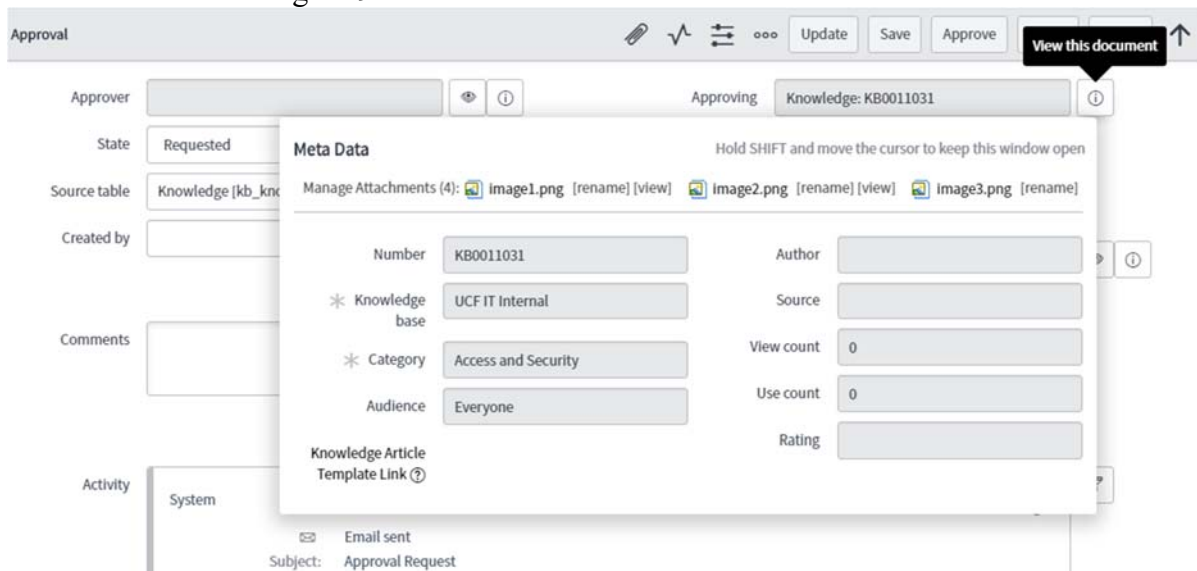 Approval
Update Save Approve
View this document
Approver
Approving Knowledge: KB0011031
State Requested
Source table Knowledge [kb_kno
Created by
Comments
Activity
System
Email sent
Subject: Approval Request
Meta Data
Hold SHIFT and move the cursor to keep this window open
Manage Attachments (4): image1.png [rename] [view] image2.png [rename] [view] image3.png [rename]
Number KB0011031
Author
Knowledge base UCF IT Internal
Source
Category Access and Security
View count 0
Audience Everyone
Use count 0
Rating
Knowledge Article
Template Link